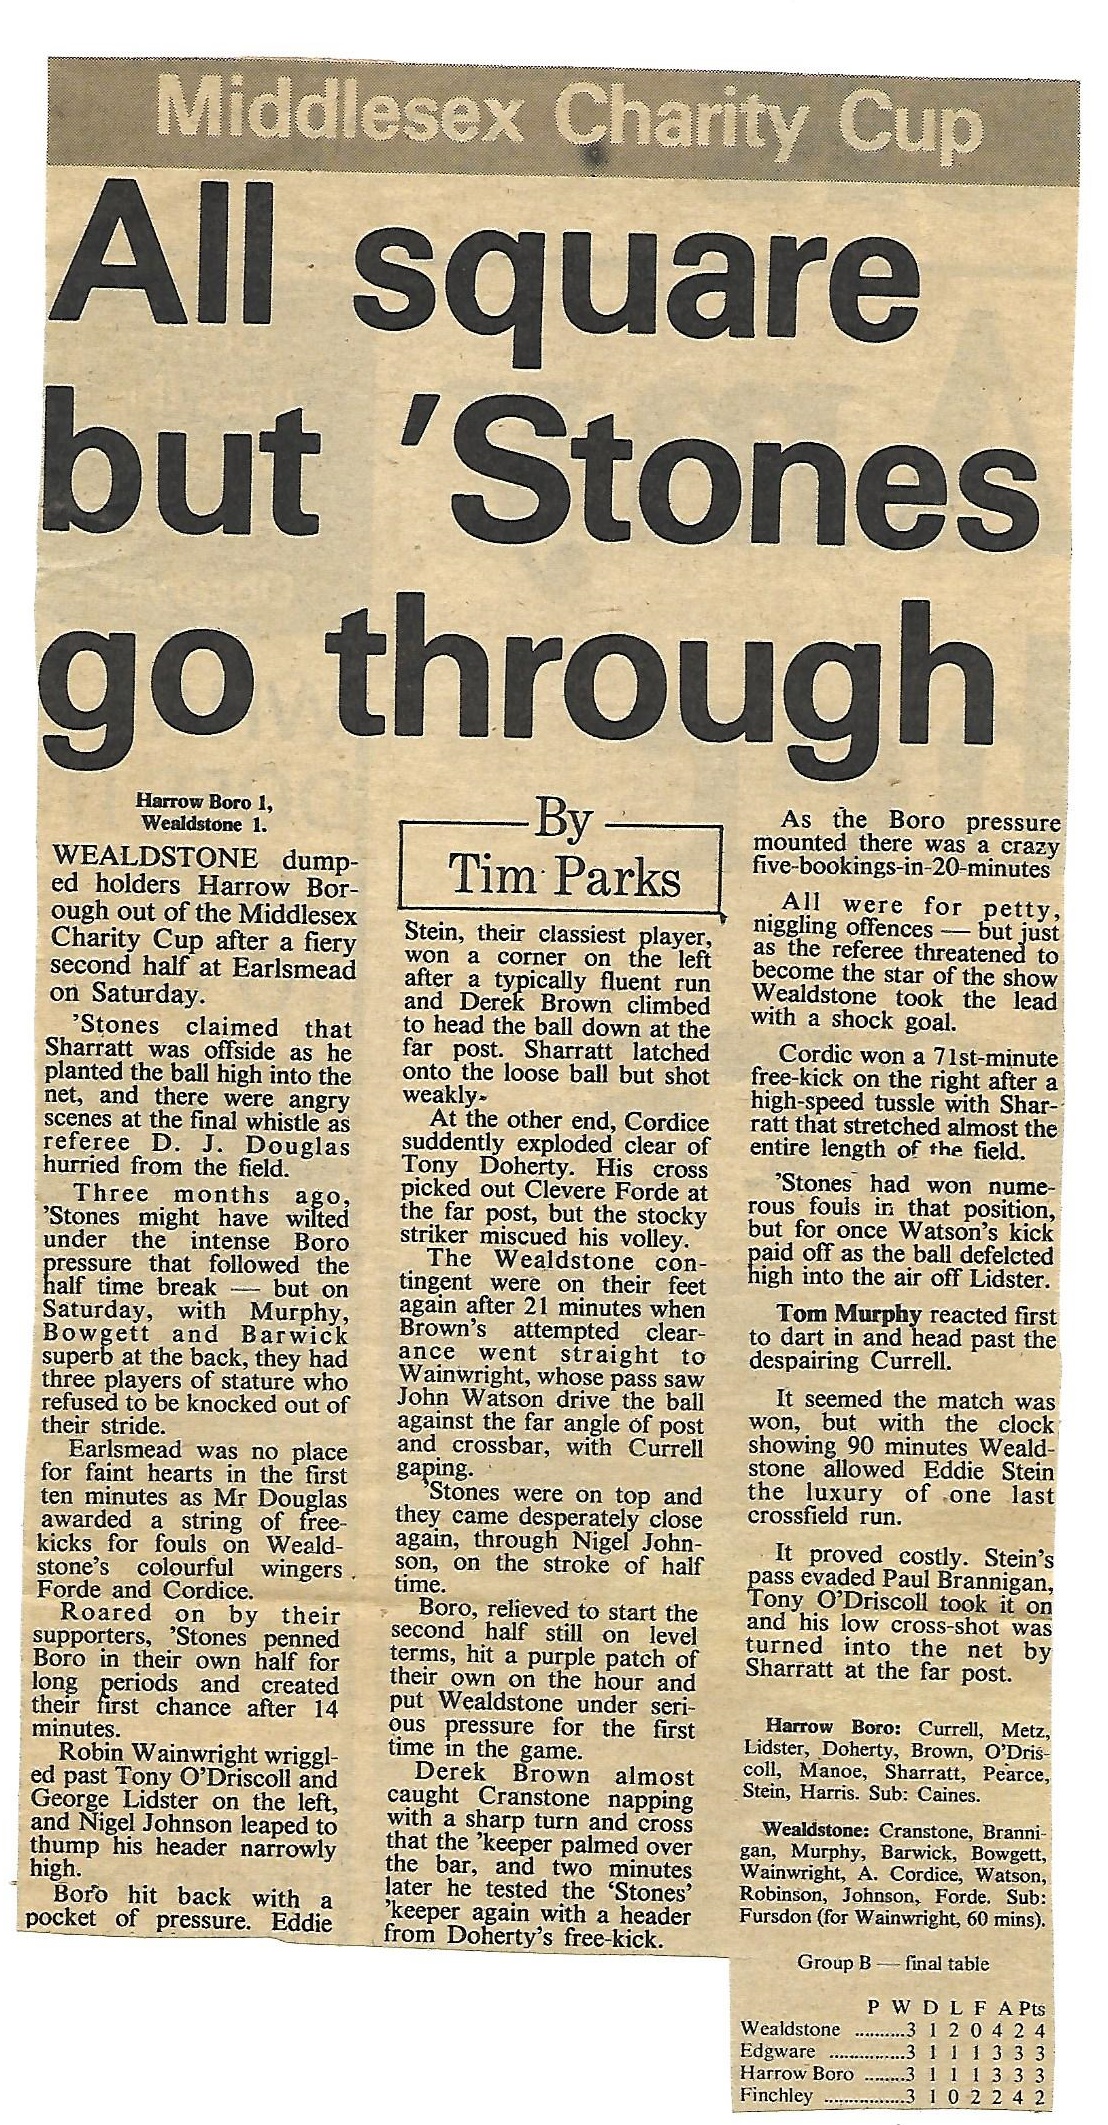 Middlesex Charity Cup
All square
but 'Stones
go through
Harrow Boro 1,
Wealdstone 1.
WEALDSTONE dump-
ed holders Harrow Bor-
ough out of the Middlesex
Charity Cup after a fiery
second half at Earlsmead
on Saturday.
'Stones claimed that
Sharratt was offside as he
planted the ball high into the
net, and there were angry
scenes at the final whistle as
referee D. J. Douglas
hurried from the field.
Three months ago,
'Stones might have wilted
under the intense Boro
pressure that followed the
half time break — but on
Saturday, with Murphy,
Bowgett and Barwick
superb at the back, they had
three players of stature who
refused to be knocked out of
their stride.
Earlsmead was no place
for faint hearts in the first
ten minutes as Mr Douglas
awarded a string of free-
kicks for fouls on Weald-
stone's colourful wingers
Forde and Cordice.
Roared on by their
supporters, 'Stones penned
Boro in their own half for
long periods and created
their first chance after 14
minutes.
Robin Wainwright wriggl-
ed past Tony O'Driscoll and
George Lidster on the left,
and Nigel Johnson leaped to
thump his header narrowly
high.
Boro hit back with a
pocket of pressure. Eddie
By
Tim Parks
Stein, their classiest player,
won a corner on the left
after a typically fluent run
and Derek Brown climbed
to head the ball down at the
far post. Sharratt latched
onto the loose ball but shot
weakly.
At the other end, Cordice
suddently exploded clear of
Tony Doherty. His cross
picked out Clevere Forde at
the far post, but the stocky
striker miscued his volley.
The Wealdstone con-
tingent were on their feet
again after 21 minutes when
Brown's attempted clear-
ance went straight to
Wainwright, whose pass saw
John Watson drive the ball
against the far angle of post
and crossbar, with Currell
gaping.
'Stones were on top and
they came desperately close
again, through Nigel John-
son, on the stroke of half
time.
Boro, relieved to start the
second half still on level
terms, hit a purple patch of
their own on the hour and
put Wealdstone under seri-
ous pressure for the first
time in the game.
Derek Brown almost
caught Cranstone napping
with a sharp turn and cross
that the 'keeper palmed over
the bar, and two minutes
later he tested the 'Stones'
'keeper again with a header
from Doherty's free-kick.
As the Boro pressure
mounted there was a crazy
five-bookings-in-20-minutes
All were for petty,
niggling offences — but just
as the referee threatened to
become the star of the show
Wealdstone took the lead
with a shock goal.
Cordic won a 71st-minute
free-kick on the right after a
high-speed tussle with Shar-
ratt that stretched almost the
entire length of the field.
'Stones had won nume-
rous fouls in that position,
but for once Watson's kick
paid off as the ball defelcted
high into the air off Lidster.
Tom Murphy reacted first
to dart in and head past the
despairing Currell.
It seemed the match was
won, but with the clock
showing 90 minutes Weald-
stone allowed Eddie Stein
the luxury of one last
crossfield run.
It proved costly. Stein's
pass evaded Paul Brannigan,
Tony O'Driscoll took it on
and his low cross-shot was
turned into the net by
Sharratt at the far post.
Harrow Boro: Currell, Metz,
Lidster, Doherty, Brown, O'Dris-
coll, Manoe, Sharratt, Pearce,
Stein, Harris. Sub: Caines.
Wealdstone: Cranstone, Branni-
gan, Murphy, Barwick, Bowgett,
Wainwright, A. Cordice, Watson,
Robinson, Johnson, Forde. Sub:
Fursdon (for Wainwright, 60 mins).
Group B — final table
P W D L F A Pts
Wealdstone ..........3 1 2 0 4 2 4
Edgware ...............3 1 1 1 3 3 3
Harrow Boro ........3 1 1 1 3 3 3
Finchley ................3 1 0 2 2 4 2